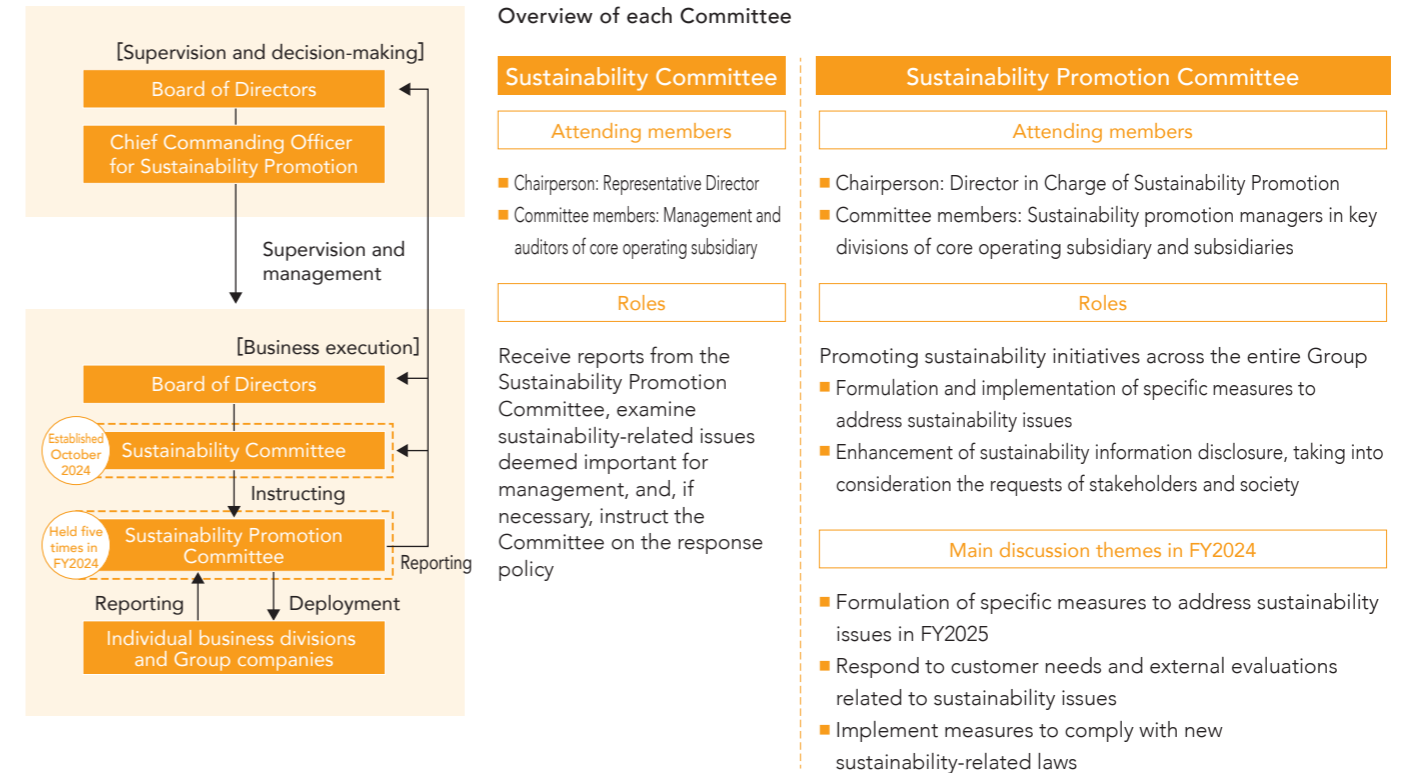 [Supervision and decision-making]
Board of Directors
Chief Commanding Officer
for Sustainability Promotion
Supervision and
management
[Business execution]
Board of Directors
Established
October
2024
Sustainability Committee
Instructing
Held five
times in
FY2024
Sustainability Promotion
Committee
Reporting
Reporting
Deployment
Individual business divisions
and Group companies
Overview of each Committee
Sustainability Committee
Attending members
■ Chairperson: Representative Director
■ Committee members: Management and
auditors of core operating subsidiary
Roles
Receive reports from the
Sustainability Promotion
Committee, examine
sustainability-related issues
deemed important for
management, and, if
necessary, instruct the
Committee on the response
policy
Sustainability Promotion Committee
Attending members
■ Chairperson: Director in Charge of Sustainability Promotion
■ Committee members: Sustainability promotion managers in key
divisions of core operating subsidiary and subsidiaries
Roles
Promoting sustainability initiatives across the entire Group
■ Formulation and implementation of specific measures to
address sustainability issues
■ Enhancement of sustainability information disclosure, taking into
consideration the requests of stakeholders and society
Main discussion themes in FY2024
■ Formulation of specific measures to address sustainability
issues in FY2025
■ Respond to customer needs and external evaluations
related to sustainability issues
■ Implement measures to comply with new
sustainability-related laws